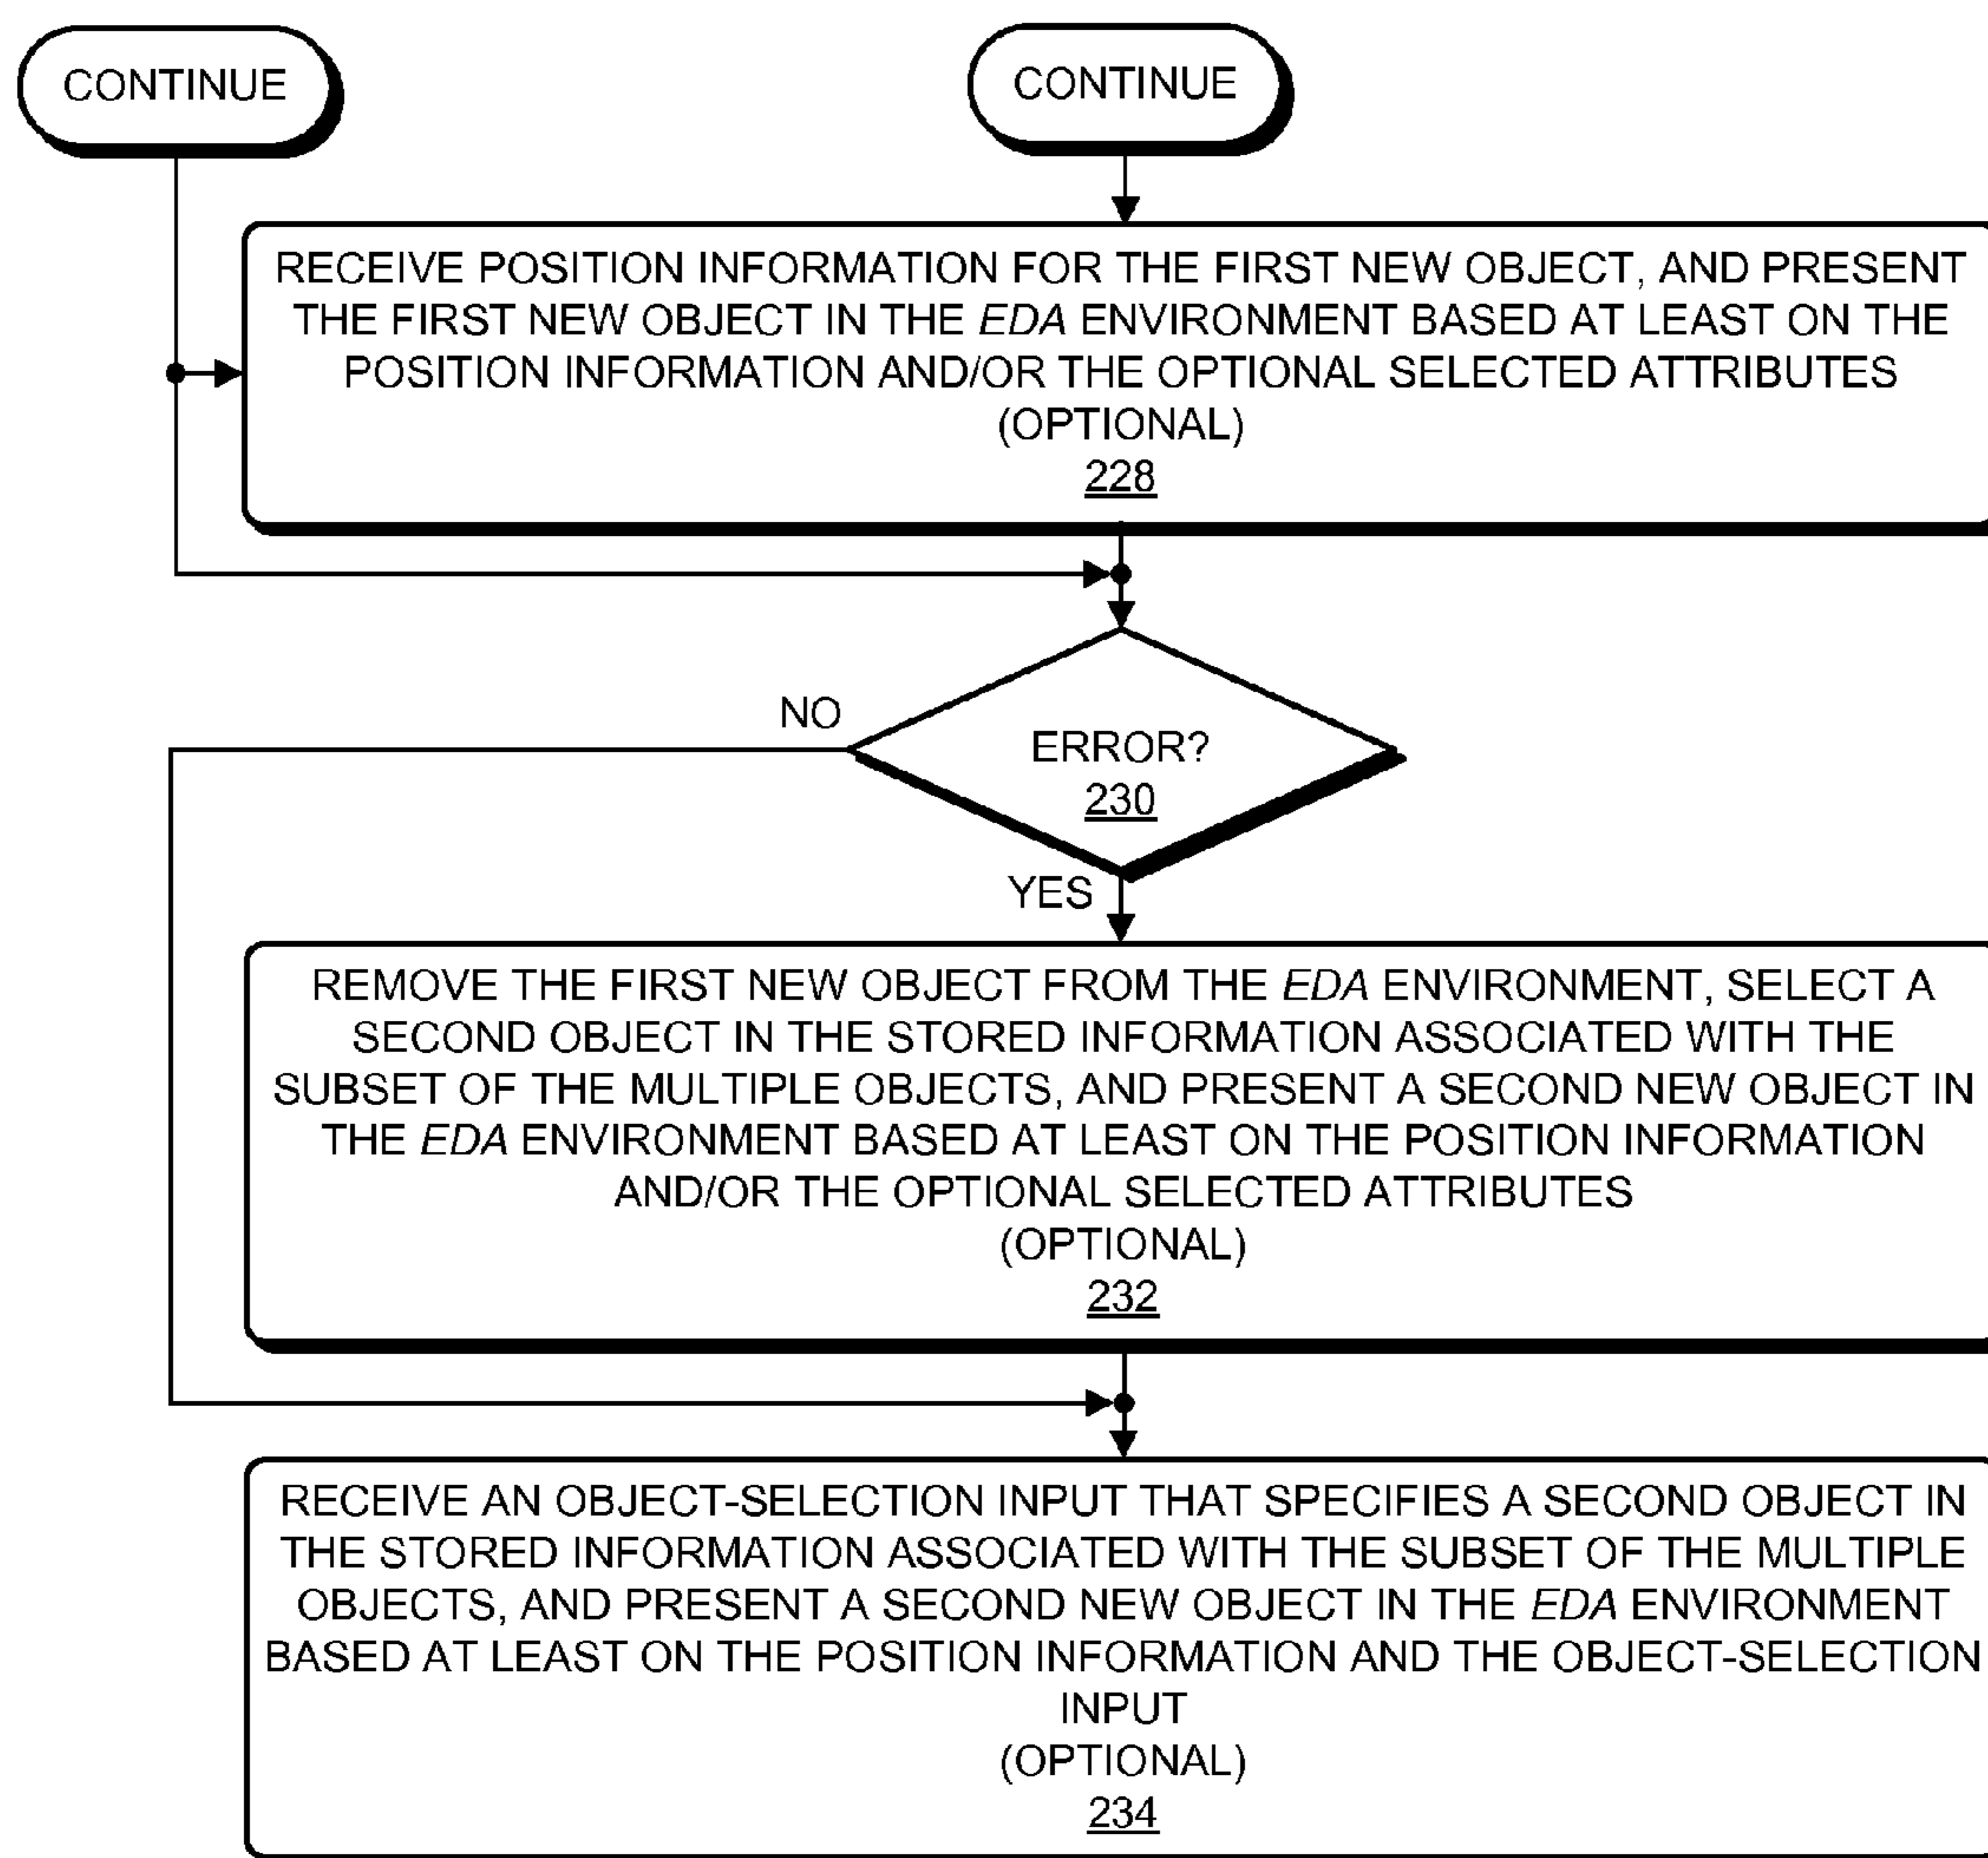 CONTINUE
CONTINUE
RECEIVE POSITION INFORMATION FOR THE FIRST NEW OBJECT, AND PRESENT
THE FIRST NEW OBJECT IN THE EDA ENVIRONMENT BASED AT LEAST ON THE
POSITION INFORMATION AND/OR THE OPTIONAL SELECTED ATTRIBUTES
(OPTIONAL)
228
NO
ERROR?
230
YES
REMOVE THE FIRST NEW OBJECT FROM THE EDA ENVIRONMENT, SELECT A
SECOND OBJECT IN THE STORED INFORMATION ASSOCIATED WITH THE
SUBSET OF THE MULTIPLE OBJECTS, AND PRESENT A SECOND NEW OBJECT IN
THE EDA ENVIRONMENT BASED AT LEAST ON THE POSITION INFORMATION
AND/OR THE OPTIONAL SELECTED ATTRIBUTES
(OPTIONAL)
232
RECEIVE AN OBJECT-SELECTION INPUT THAT SPECIFIES A SECOND OBJECT IN
THE STORED INFORMATION ASSOCIATED WITH THE SUBSET OF THE MULTIPLE
OBJECTS, AND PRESENT A SECOND NEW OBJECT IN THE EDA ENVIRONMENT
BASED AT LEAST ON THE POSITION INFORMATION AND THE OBJECT-SELECTION
INPUT
(OPTIONAL)
234